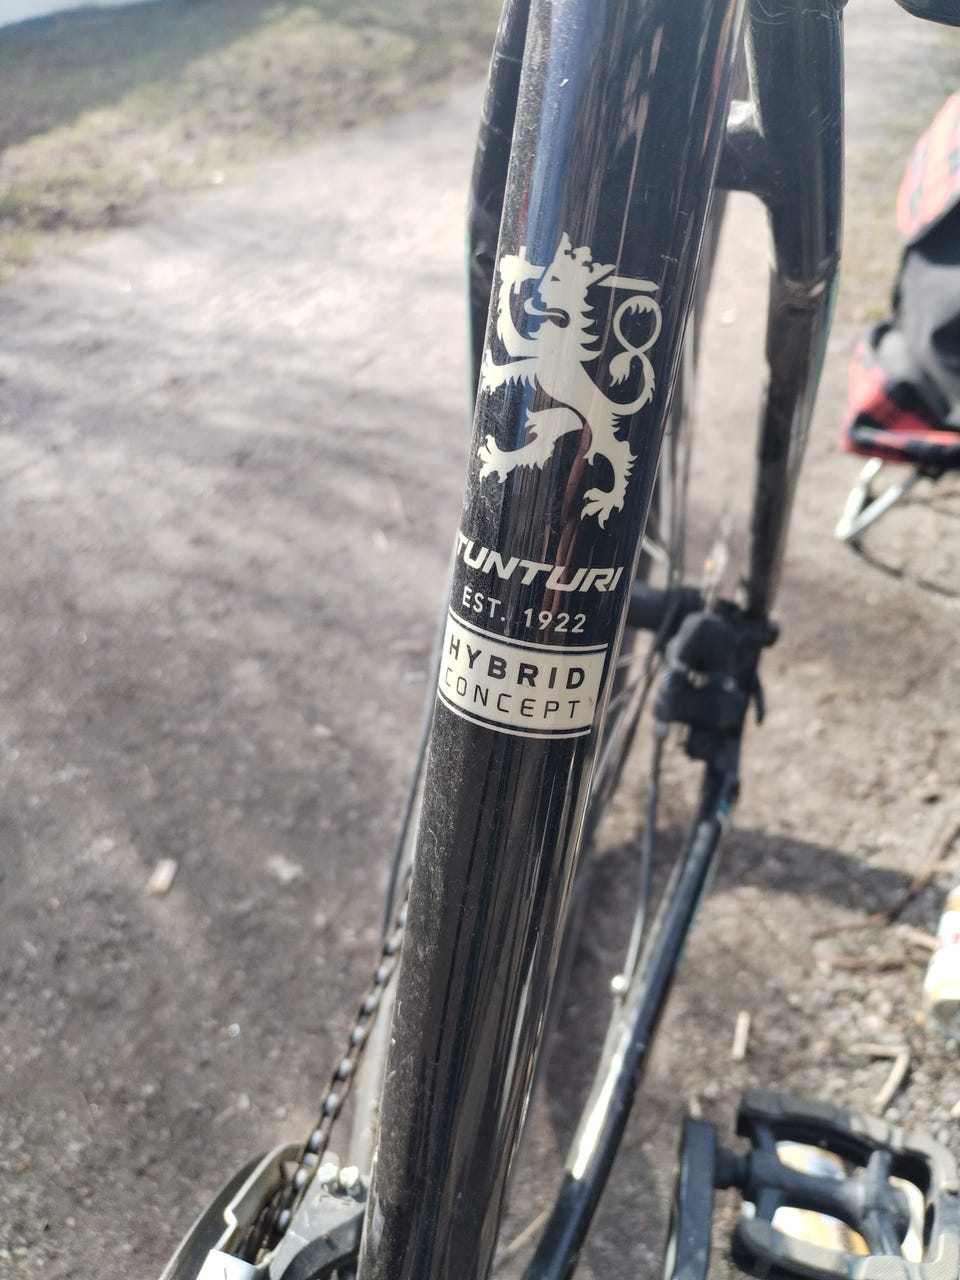 TUNTURI
EST. 1922
HYBRID
CONCEPT